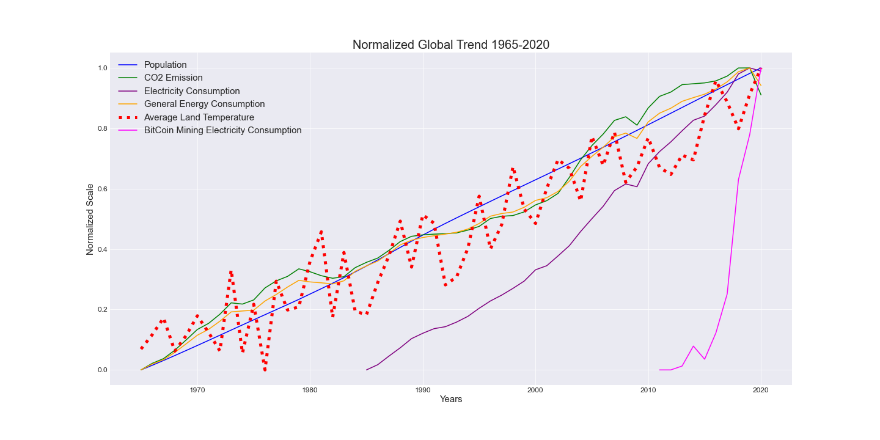 Normalized Global Trend 1965-2020
Population
CO2 Emission
Electricity Consumption
General Energy Consumption
Average Land Temperature
BitCoin Mining Electricity Consumption
Normalized Scale
1.0
0.8
0.6
0.4
0.2
0.0
1970 1980 1990 2000 2010 2020
Years